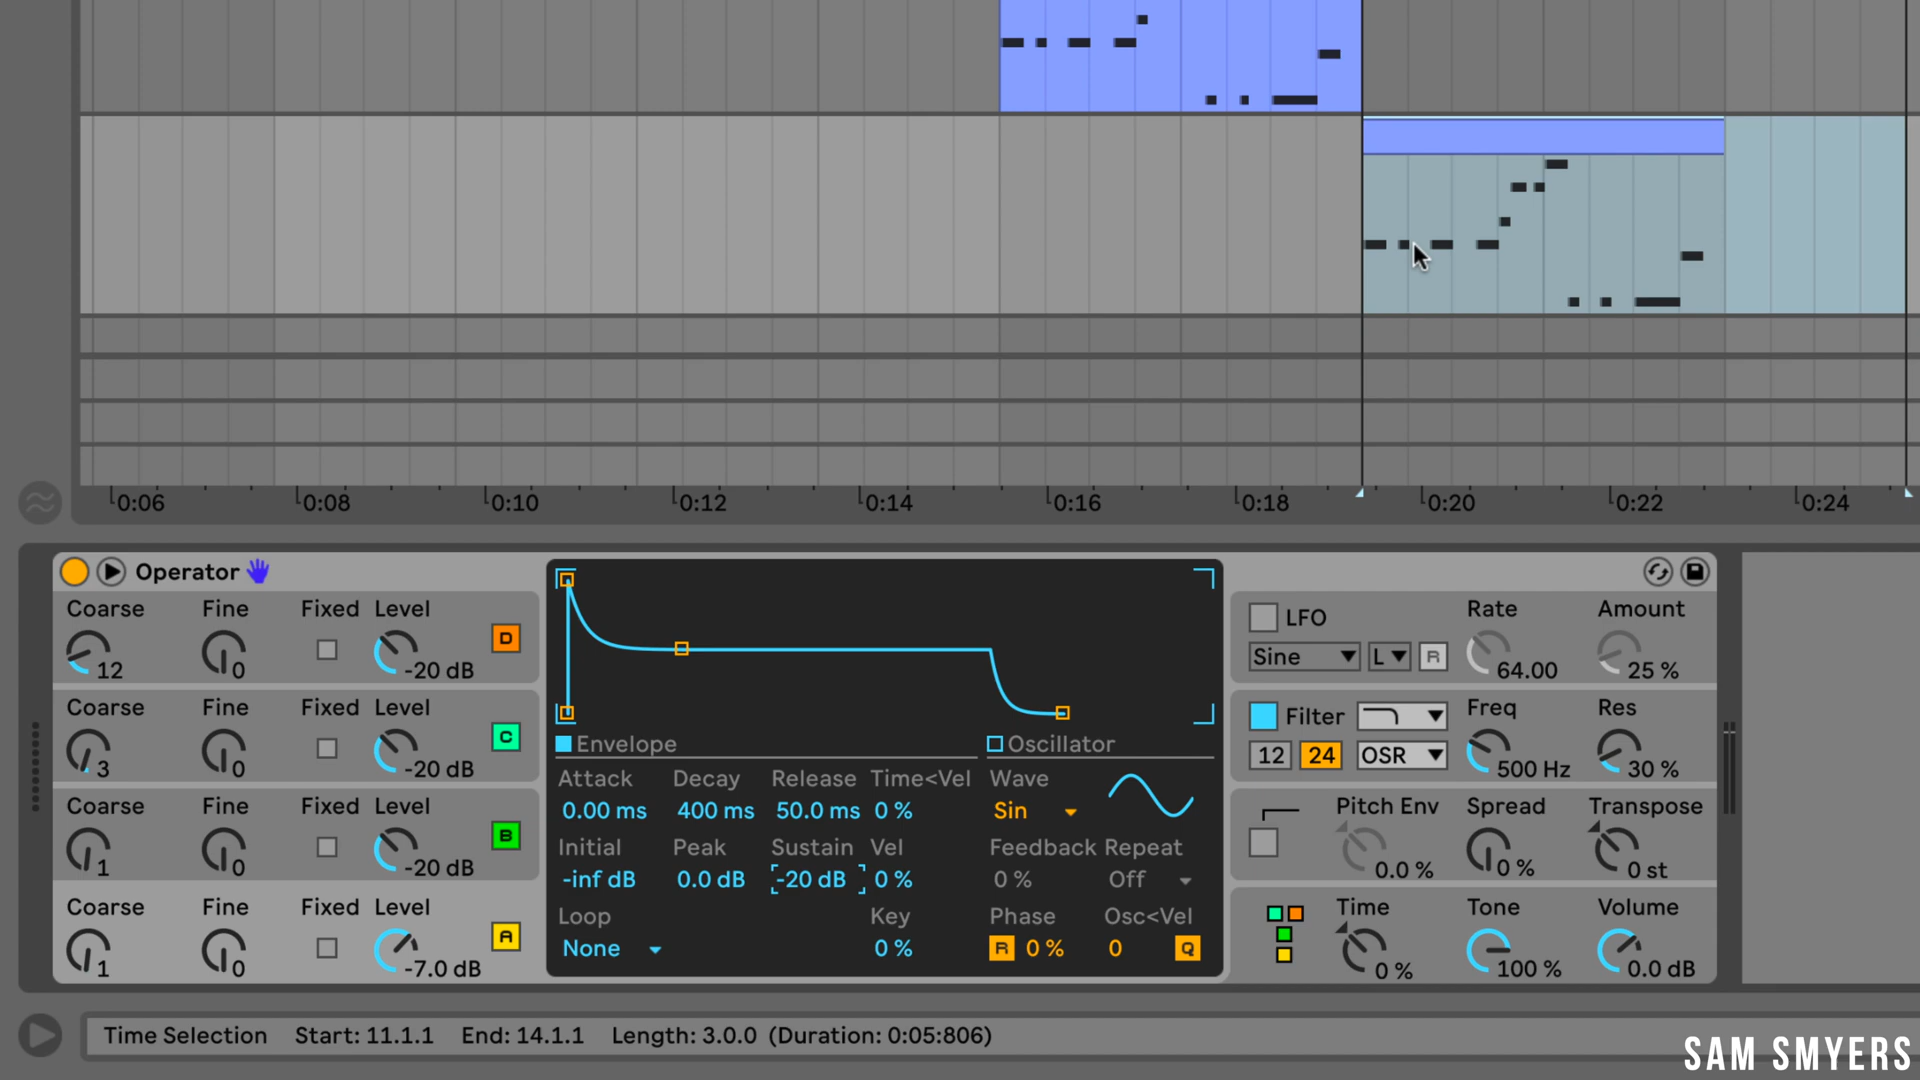 0:06 0:08 0:10 0:12 0:14 0:16 0:18 0:20 0:22 0:24
Operator
Coarse Fine Fixed Level
12 0 -20 dB D
Coarse Fine Fixed Level
3 0 -20 dB C
Coarse Fine Fixed Level
1 0 -20 dB B
Coarse Fine Fixed Level
1 0 -7.0 dB A
Envelope Oscillator
Attack Decay Release Time<Vel Wave
0.00 ms 400 ms 50.0 ms 0 % Sin
Initial Peak Sustain Vel Feedback Repeat
-inf dB 0.0 dB -20 dB 0 % 0 % Off
Loop Key Phase Osc<Vel
None 0 % R 0 % 0 Q
LFO Rate Amount
Sine L R 64.00 25 %
Filter Freq Res
12 24 OSR 500 Hz 30 %
Pitch Env Spread Transpose
0.0 % 0 % 0 st
Time Tone Volume
0 % 100 % 0.0 dB
Time Selection Start: 11.1.1 End: 14.1.1 Length: 3.0.0 (Duration: 0:05:806)
SAM SMYERS